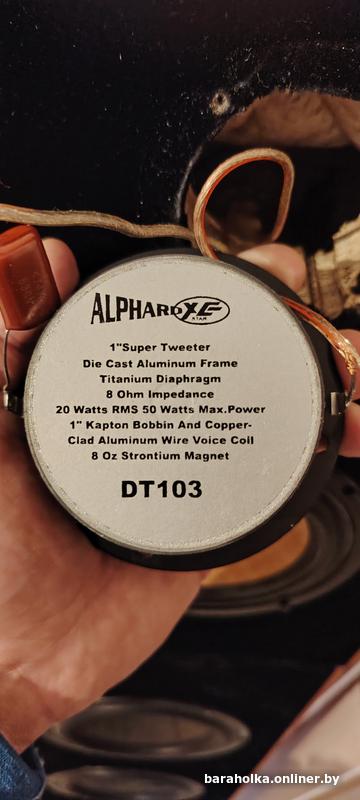 ALPHARD XE
XTAR
1"Super Tweeter
Die Cast Aluminum Frame
Titanium Diaphragm
8 Ohm Impedance
20 Watts RMS 50 Watts Max.Power
1" Kapton Bobbin And Copper-
Clad Aluminum Wire Voice Coil
8 Oz Strontium Magnet
DT103
baraholka.onliner.by